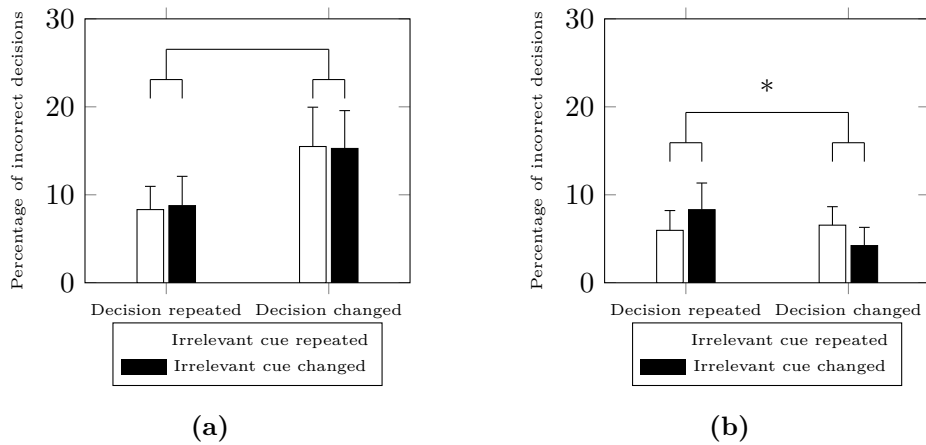 Percentage of incorrect decisions
30
20
10
0
Decision repeated Decision changed
Irrelevant cue repeated
Irrelevant cue changed
(a)
Percentage of incorrect decisions
30
20
10
0
*
Decision repeated Decision changed
Irrelevant cue repeated
Irrelevant cue changed
(b)